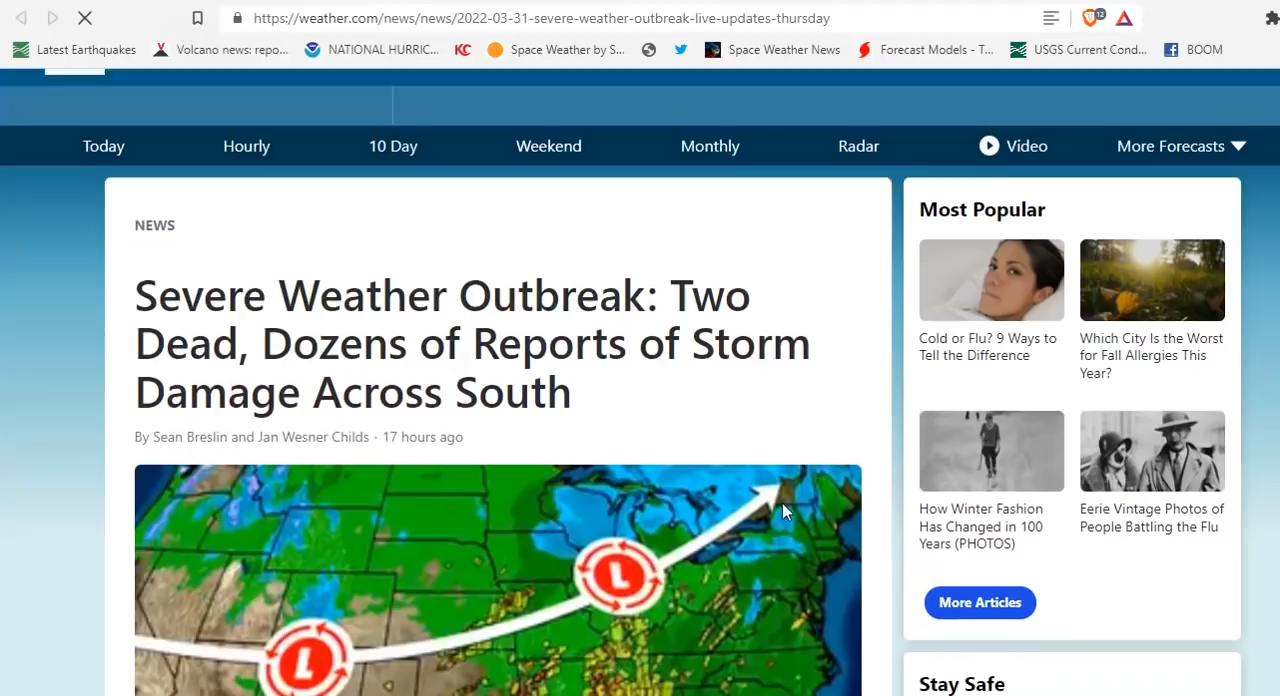 https://weather.com/news/news/2022-03-31-severe-weather-outbreak-live-updates-thursday
12
Latest Earthquakes
Volcano news: repo...
NATIONAL HURRIC...
KC
Space Weather by S...
Space Weather News
Forecast Models - T...
USGS Current Cond...
BOOM
Today
Hourly
10 Day
Weekend
Monthly
Radar
Video
More Forecasts
NEWS
Severe Weather Outbreak: Two
Dead, Dozens of Reports of Storm
Damage Across South
By Sean Breslin and Jan Wesner Childs · 17 hours ago
L
L
Most Popular
Cold or Flu? 9 Ways to
Tell the Difference
Which City Is the Worst
for Fall Allergies This
Year?
How Winter Fashion
Has Changed in 100
Years (PHOTOS)
Eerie Vintage Photos of
People Battling the Flu
More Articles
Stay Safe